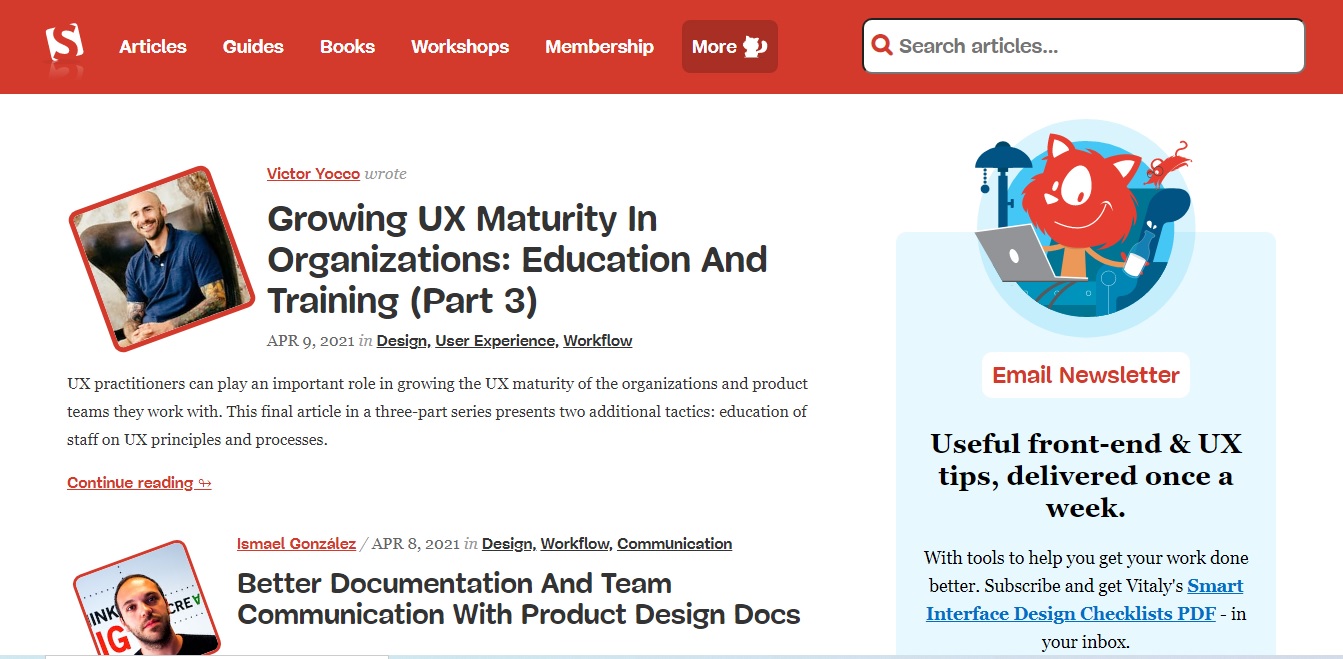 Articles Guides Books Workshops Membership More Search articles...
Victor Yocco wrote
Growing UX Maturity In
Organizations: Education And
Training (Part 3)
APR 9, 2021 in Design, User Experience, Workflow
UX practitioners can play an important role in growing the UX maturity of the organizations and product
teams they work with. This final article in a three-part series presents two additional tactics: education of
staff on UX principles and processes.
Continue reading ↬
Ismael González / APR 8, 2021 in Design, Workflow, Communication
Better Documentation And Team
Communication With Product Design Docs
INK CREA
IG
Email Newsletter
Useful front-end & UX
tips, delivered once a
week.
With tools to help you get your work done
better. Subscribe and get Vitaly's Smart
Interface Design Checklists PDF - in
your inbox.